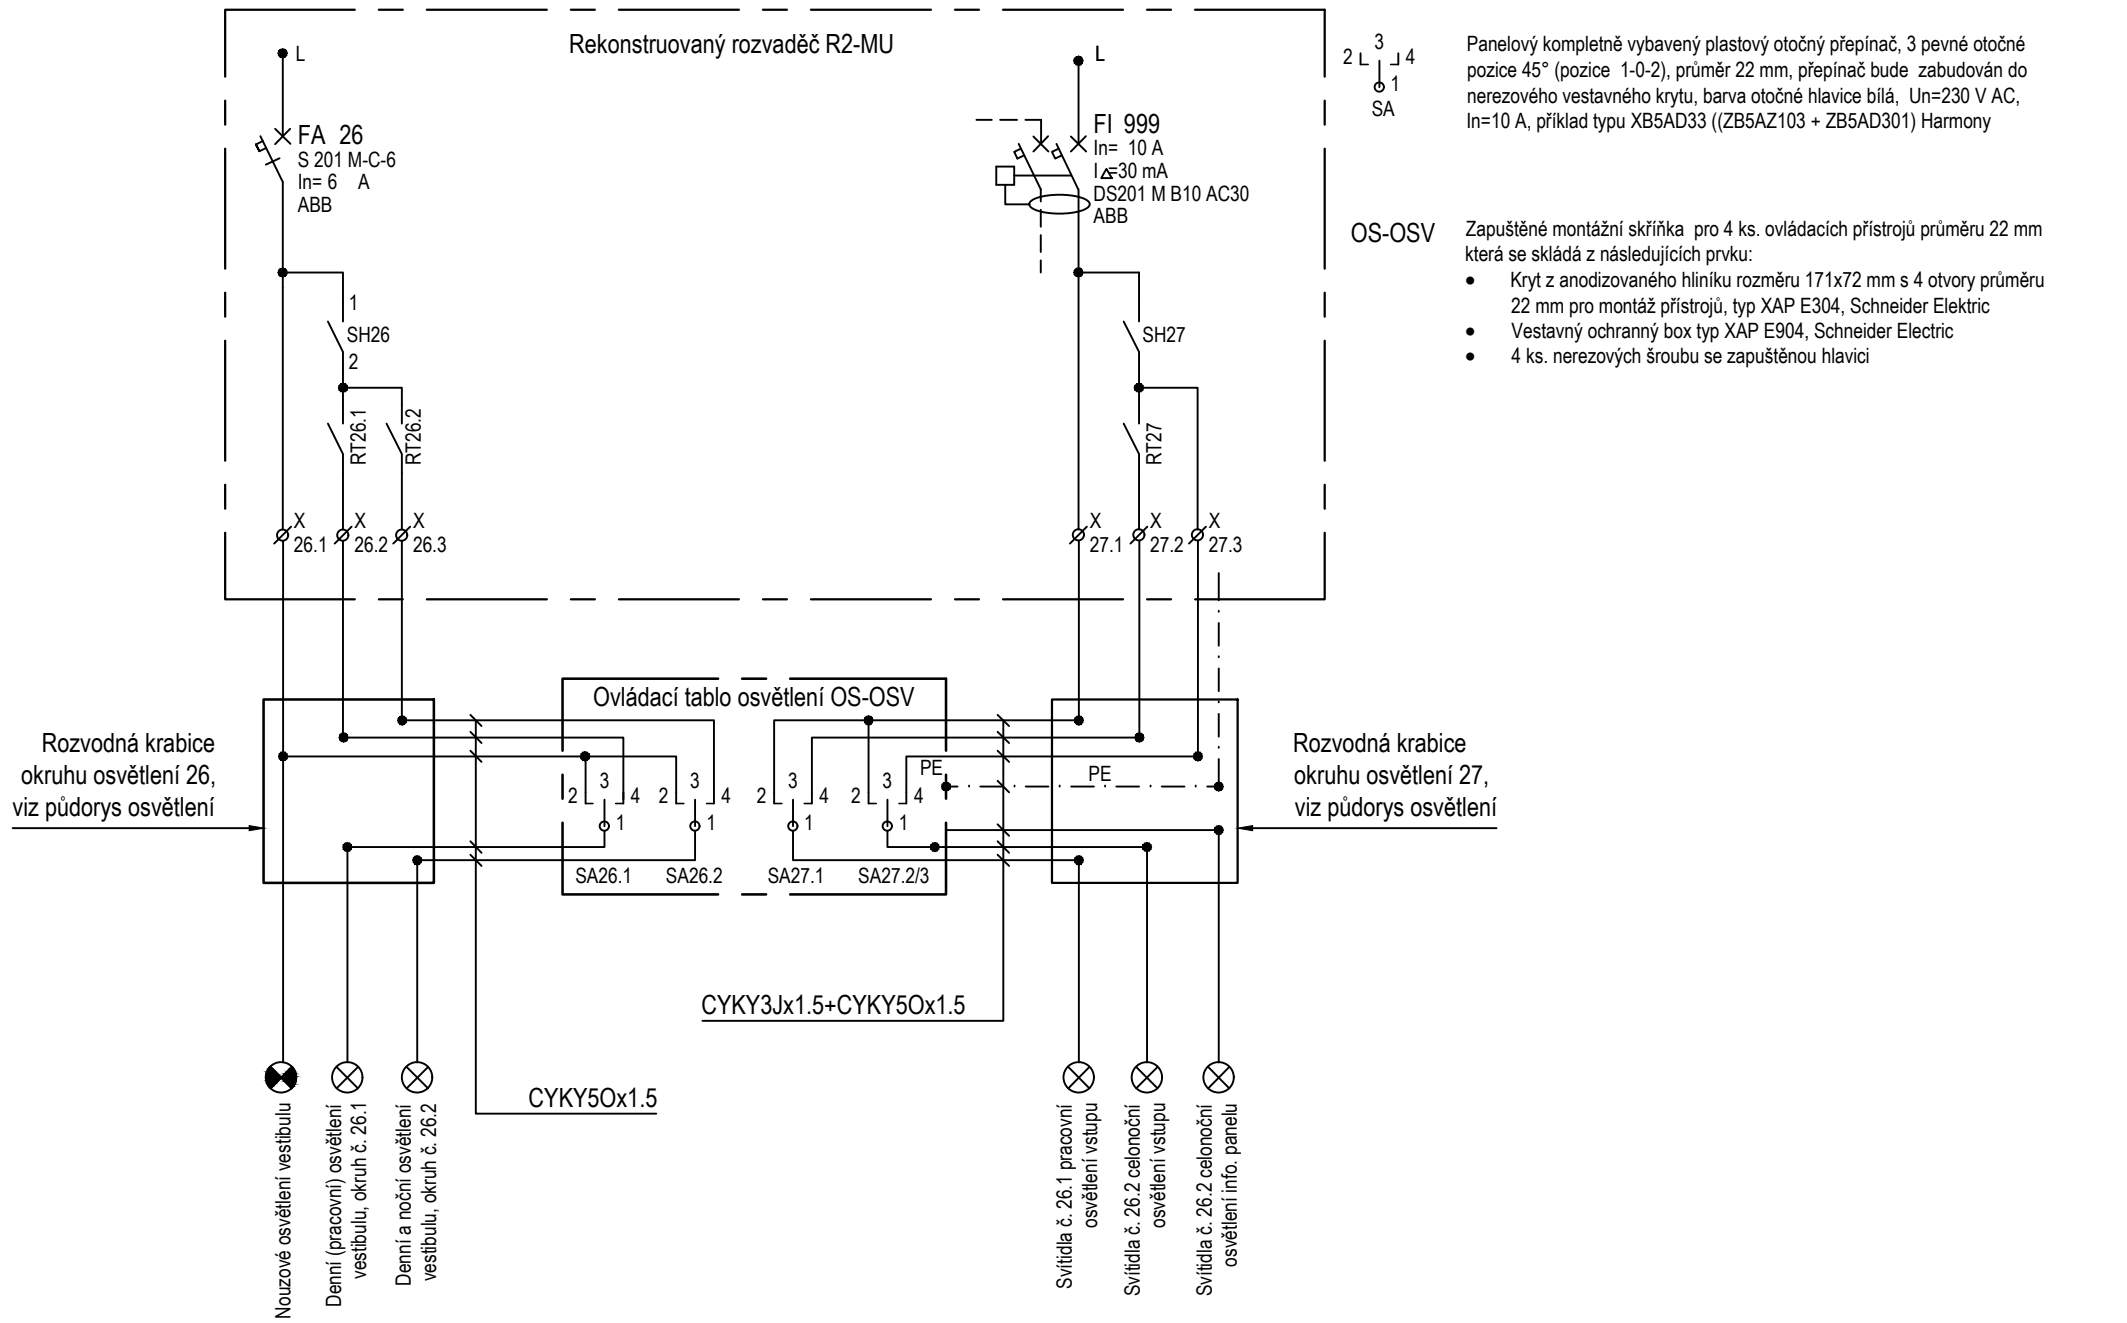 Rekonstruovaný rozvaděč R2-MU
L
FA 26
S 201 M-C-6
In= 6 A
ABB
1
SH26
2
RT26.1
RT26.2
X
26.1
X
26.2
X
26.3
L
FI 999
In= 10 A
I∆=30 mA
DS201 M B10 AC30
ABB
SH27
RT27
X
27.1
X
27.2
X
27.3
3
2
4
1
SA
Panelový kompletně vybavený plastový otočný přepínač, 3 pevné otočné
pozice 45° (pozice 1-0-2), průměr 22 mm, přepínač bude zabudován do
nerezového vestavného krytu, barva otočné hlavice bílá, Un=230 V AC,
In=10 A, příklad typu XB5AD33 ((ZB5AZ103 + ZB5AD301) Harmony
OS-OSV
Zapuštěné montážní skříňka pro 4 ks. ovládacích přístrojů průměru 22 mm
která se skládá z následujících prvku:
• Kryt z anodizovaného hliníku rozměru 171x72 mm s 4 otvory průměru
22 mm pro montáž přístrojů, typ XAP E304, Schneider Elektric
• Vestavný ochranný box typ XAP E904, Schneider Electric
• 4 ks. nerezových šroubu se zapuštěnou hlavici
Rozvodná krabice
okruhu osvětlení 26,
viz půdorys osvětlení
Ovládací tablo osvětlení OS-OSV
2
3
4
1
SA26.1
2
3
4
1
SA26.2
2
3
4
1
SA27.1
2
3
4
1
SA27.2/3
PE
PE
Rozvodná krabice
okruhu osvětlení 27,
viz půdorys osvětlení
CYKY3Jx1.5+CYKY5Ox1.5
CYKY5Ox1.5
Nouzové osvětlení vestibulu
Denní (pracovní) osvětlení
vestibulu, okruh č. 26.1
Denní a noční osvětlení
vestibulu, okruh č. 26.2
Svítidla č. 26.1 pracovní
osvětlení vstupu
Svítidla č. 26.2 celonoční
osvětlení vstupu
Svítidla č. 26.2 celonoční
osvětlení info. panelu